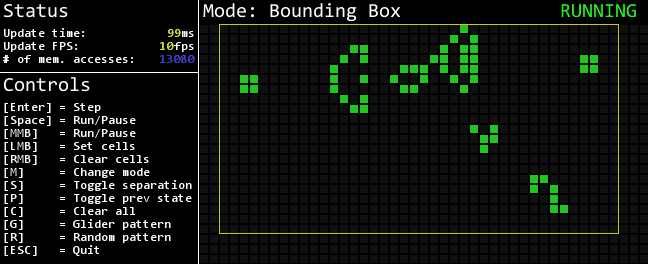 Status
Update time: 99ms
Update FPS: 10fps
# of mem. accesses: 13080
Controls
[Enter] = Step
[Space] = Run/Pause
[MMB] = Run/Pause
[LMB] = Set cells
[RMB] = Clear cells
[M] = Change mode
[S] = Toggle separation
[P] = Toggle prev state
[C] = Clear all
[G] = Glider pattern
[R] = Random pattern
[ESC] = Quit
Mode: Bounding Box
RUNNING